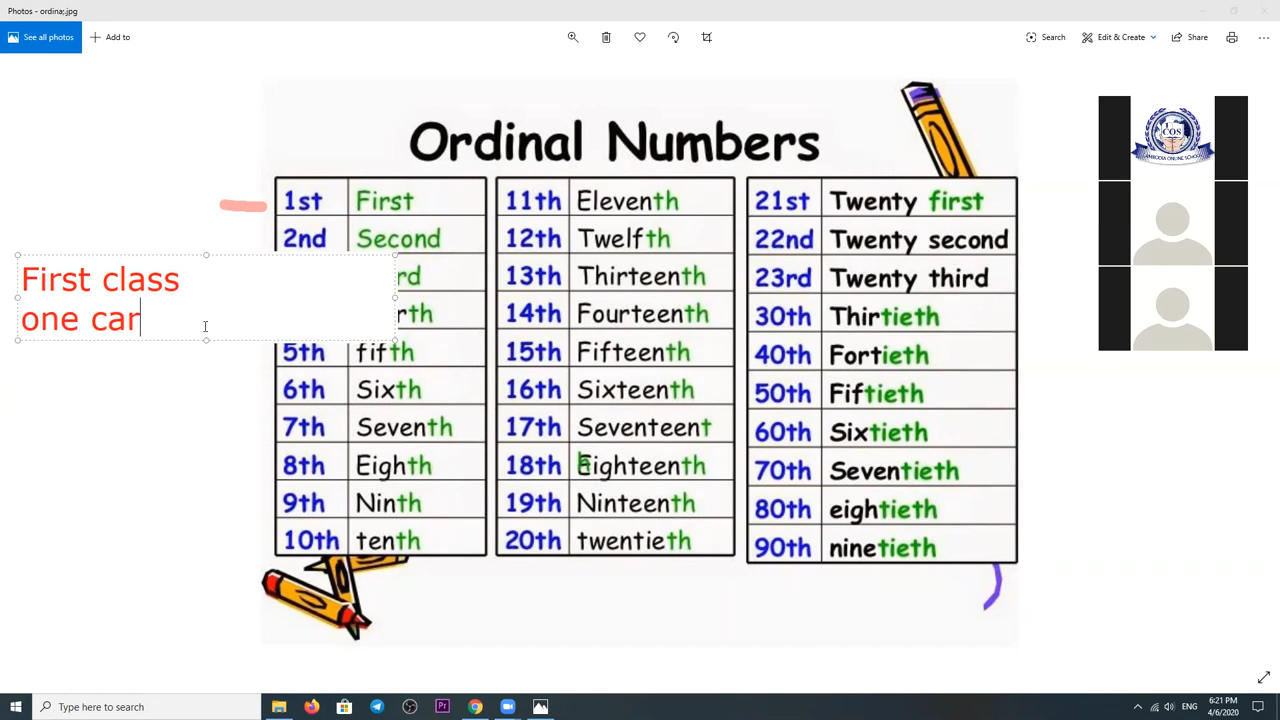 Photos - ordina;.jpg
See all photos
Add to
Search
Edit & Create
Share
Ordinal Numbers
1st First
2nd Second
rd
rth
5th fifth
6th Sixth
7th Seventh
8th Eighth
9th Ninth
10th tenth
11th Eleventh
12th Twelfth
13th Thirteenth
14th Fourteenth
15th Fifteenth
16th Sixteenth
17th Seventeent
h
18th Eighteenth
19th Ninteenth
20th twentieth
21st Twenty first
22nd Twenty second
23rd Twenty third
30th Thirtieth
40th Fortieth
50th Fiftieth
60th Sixtieth
70th Seventieth
80th eightieth
90th ninetieth
First class
one car
COS
Type here to search
Pr
ENG
6:21 PM
4/6/2020